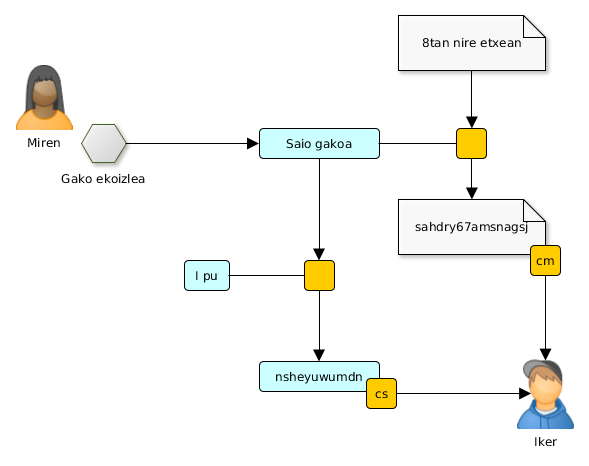 8tan nire etxean
Miren
Saio gakoa
Gako ekoizlea
sahdry67amsnagsj
cm
I pu
nsheyuwumdn
cs
Iker